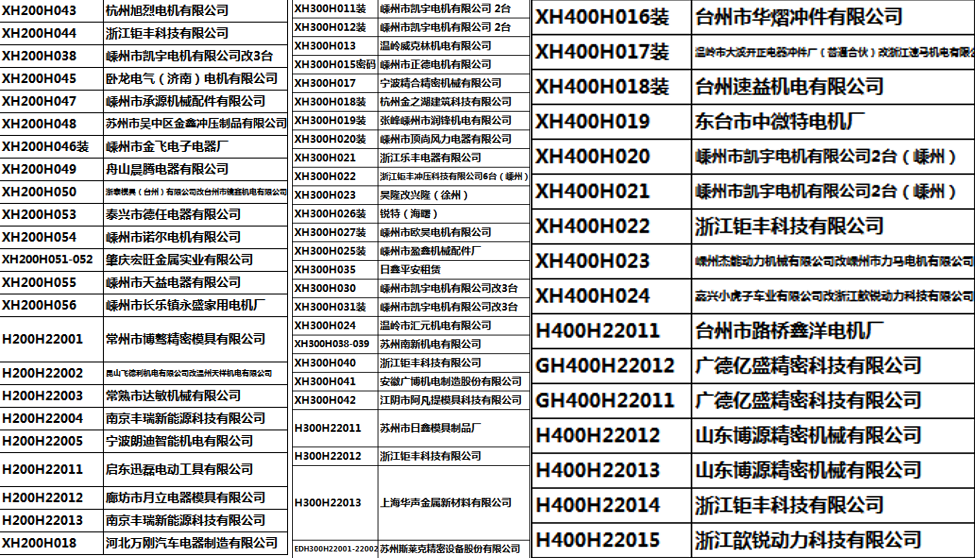 XH200H043 杭州旭烈电机有限公司
XH200H044 浙江钜丰科技有限公司
XH200H038 嵊州市凯宇电机有限公司改3台
XH200H045 卧龙电气（济南）电机有限公司
XH200H047 嵊州市承源机械配件有限公司
XH200H048 苏州市吴中区金鑫冲压制品有限公司
XH200H046装 嵊州市金飞电子电器厂
XH200H049 舟山晨腾电器有限公司
XH200H050 浙泰模具（台州）有限公司改台州市镜鑫机电有限公司
XH200H053 泰兴市德任电器有限公司
XH200H054 嵊州市诺尔电机有限公司
XH200H051-052 肇庆宏旺金属实业有限公司
XH200H055 嵊州市天益电器有限公司
XH200H056 嵊州市长乐镇永盛家用电机厂
H200H22001 常州市博骜精密模具有限公司
H200H22002 昆山飞德利机电有限公司改温州天样机电有限公司
H200H22003 常熟市达敏机械有限公司
H200H22004 南京丰瑞新能源科技有限公司
H200H22005 宁波朗迪智能机电有限公司
H200H22011 启东迅磊电动工具有限公司
H200H22012 廊坊市月立电器模具有限公司
H200H22013 南京丰瑞新能源科技有限公司
XH200H018 河北万刚汽车电器制造有限公司
XH300H011装 嵊州市凯宇电机有限公司 2台
XH300H012装 嵊州市凯宇电机有限公司 2台
XH300H013 温岭威克林机电有限公司
XH300H015密码 嵊州市正德电机有限公司
XH300H017 宁波精合精密机械有限公司
XH300H018装 杭州金之湖建筑科技有限公司
XH300H019装 张峰嵊州市润锋机电有限公司
XH300H020装 嵊州市顶尚风力电器有限公司
XH300H021 浙江乐丰电器有限公司
XH300H022 浙江钜丰冲压科技有限公司6台（嵊州）
XH300H023 昊隆改兴隆（徐州）
XH300H026装 锐特（海曙）
XH300H027装 嵊州市欧昊电机有限公司
XH300H025装 嵊州市盈鑫机械配件厂
XH300H035 日鑫平安租赁
XH300H030 嵊州市凯宇电机有限公司改3台
XH300H031装 嵊州市凯宇电机有限公司改3台
XH300H024 温岭市汇元机电有限公司
XH300H038-039 苏州南新机电有限公司
XH300H040 浙江钜丰科技有限公司
XH300H041 安徽广博机电制造股份有限公司
XH300H042 江阴市阿凡提模具科技有限公司
H300H22011 苏州市日鑫模具制品厂
H300H22012 浙江钜丰科技有限公司
H300H22013 上海华声金属新材料有限公司
EDH300H22001-22002 苏州斯莱克精密设备股份有限公司
XH400H016装 台州市华熠冲件有限公司
XH400H017装 温岭市大溪开正电器冲件厂（普通合伙）改浙江速马机电有限公
XH400H018装 台州速益机电有限公司
XH400H019 东台市中微特电机厂
XH400H020 嵊州市凯宇电机有限公司2台（嵊州）
XH400H021 嵊州市凯宇电机有限公司2台（嵊州）
XH400H022 浙江钜丰科技有限公司
XH400H023 嵊州杰能动力机械有限公司改嵊州市力马电机有限公司
XH400H024 嘉兴小虎子车业有限公司改浙江歆锐动力科技有限公司
H400H22011 台州市路桥鑫洋电机厂
GH400H22012 广德亿盛精密科技有限公司
GH400H22011 广德亿盛精密科技有限公司
H400H22012 山东博源精密机械有限公司
H400H22013 山东博源精密机械有限公司
H400H22014 浙江钜丰科技有限公司
H400H22015 浙江歆锐动力科技有限公司